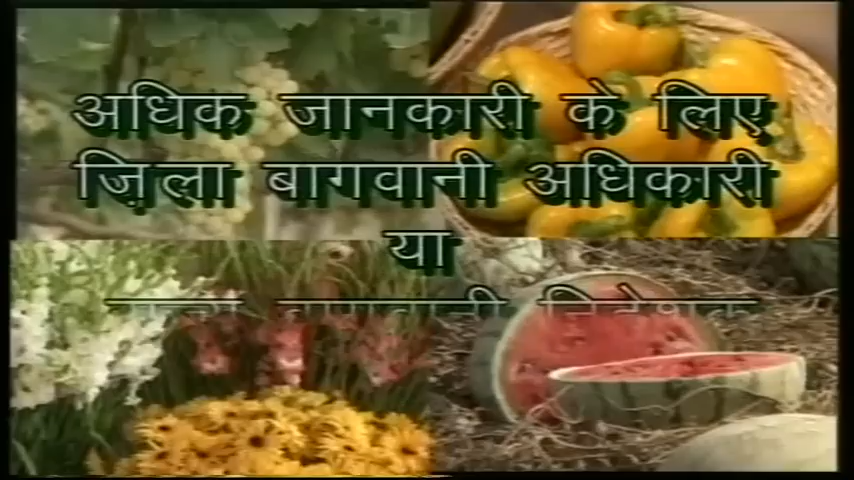 अधिक जानकारी के लिए
ज़िला बागवानी अधिकारी
या